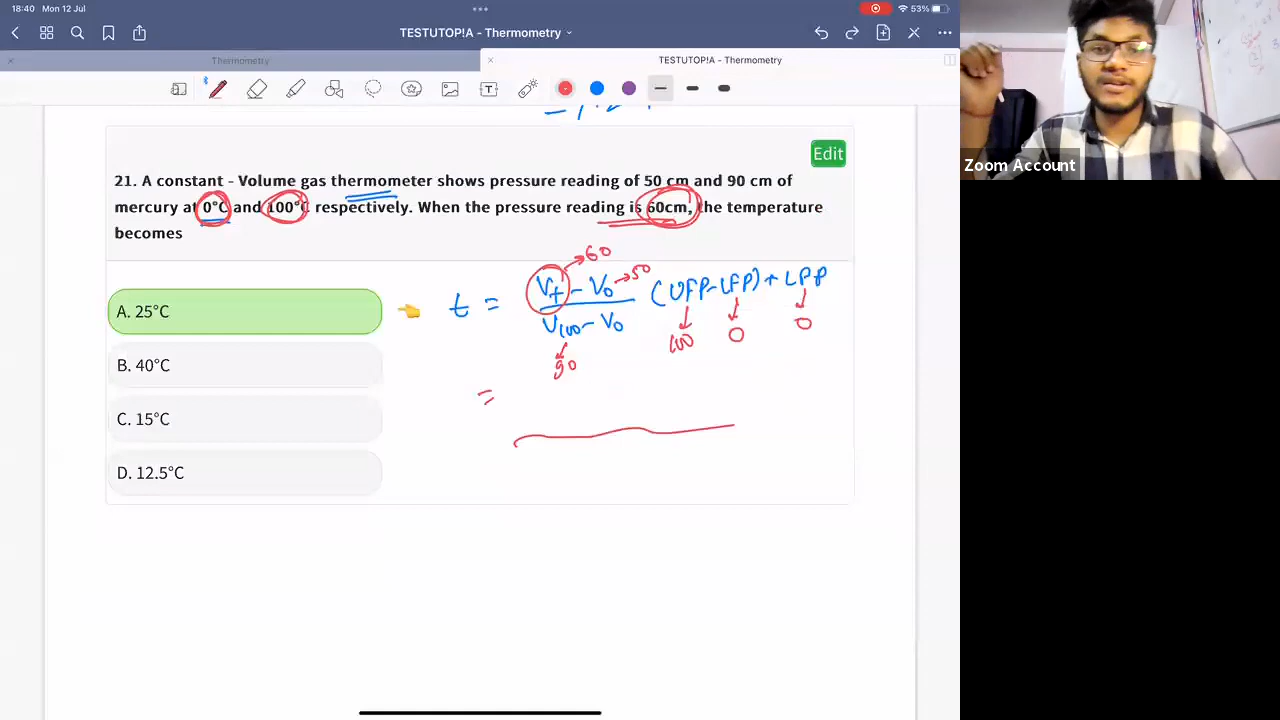 18:40 Mon 12 Jul
53%
TESTUTOP!A - Thermometry
Thermometry
TESTUTOP!A - Thermometry
Edit
21. A constant - Volume gas thermometer shows pressure reading of 50 cm and 90 cm of
mercury at 0°C and 100°C respectively. When the pressure reading is 60cm, the temperature
becomes
A. 25°C
B. 40°C
C. 15°C
D. 12.5°C
→60
t = Vt - V0 →50 (UFP-LFP)+LFP
V100 - V0
100 0 0
90
=
Zoom Account